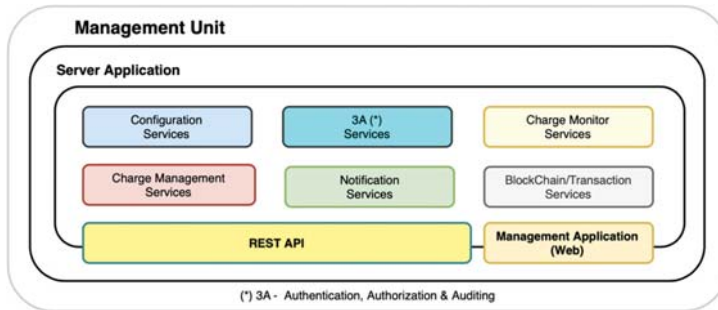 Management Unit
Server Application
Configuration
Services
3A (*)
Services
Charge Monitor
Services
Charge Management
Services
Notification
Services
BlockChain/Transaction
Services
REST API
Management Application
(Web)
(*) 3A - Authentication, Authorization & Auditing